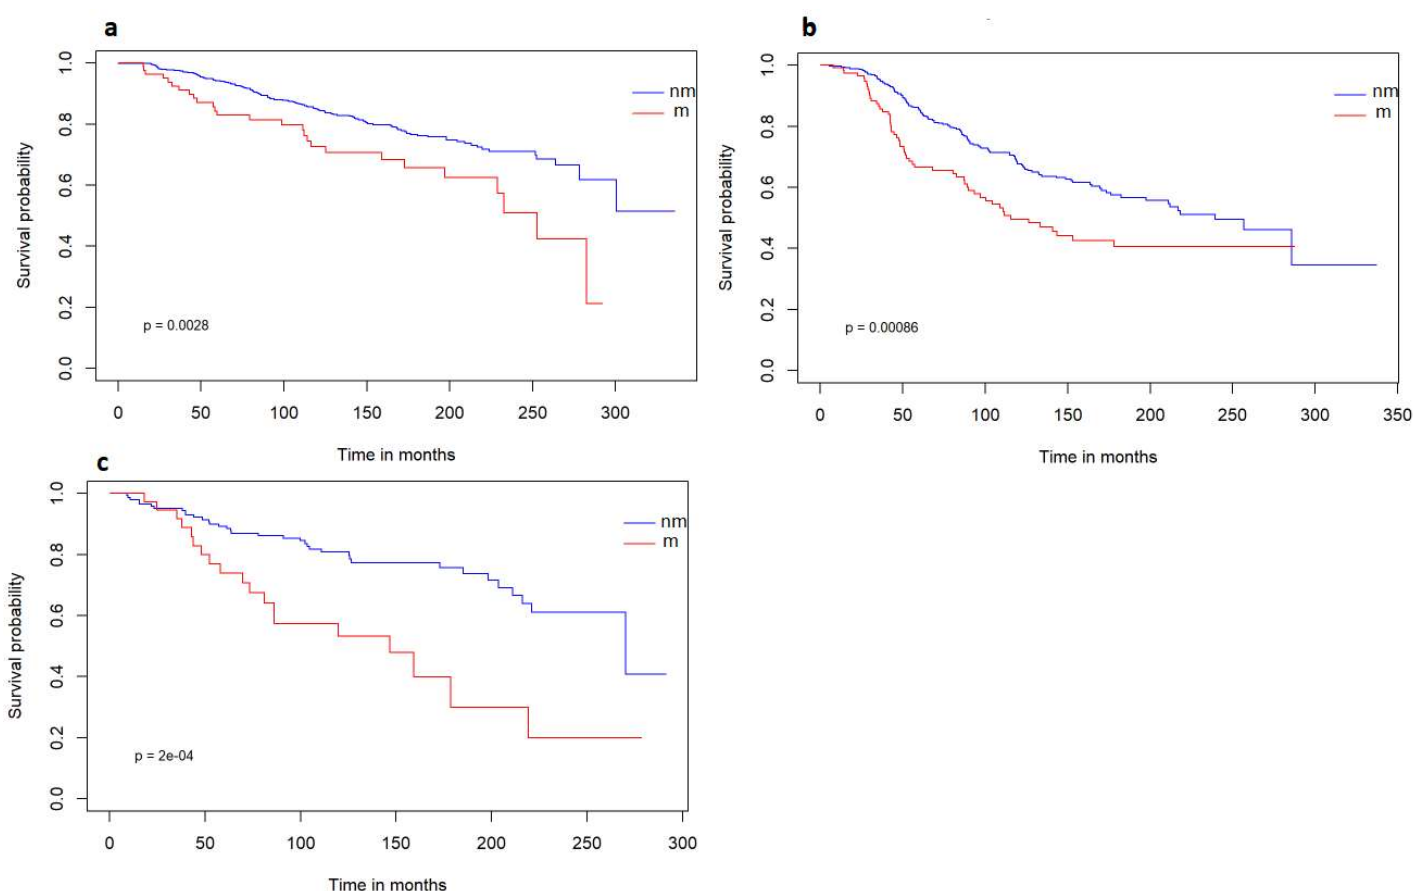 a
1.0
0.8
0.6
0.4
0.2
0.0
Survival probability
nm
m
p = 0.0028
0 50 100 150 200 250 300
Time in months
b
1.0
0.8
0.6
0.4
0.2
0.0
Survival probability
nm
m
p = 0.00086
0 50 100 150 200 250 300 350
Time in months
c
1.0
0.8
0.6
0.4
0.2
0.0
Survival probability
nm
m
p = 2e-04
0 50 100 150 200 250 300
Time in months